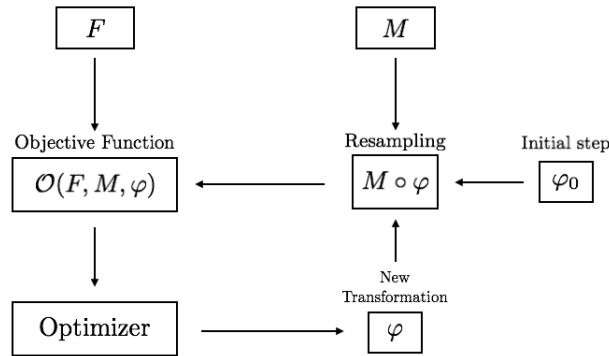 F
M
Objective Function
Resampling
Initial step
𝒪(F, M, φ)
M ∘ φ
φ₀
New
Transformation
Optimizer
φ